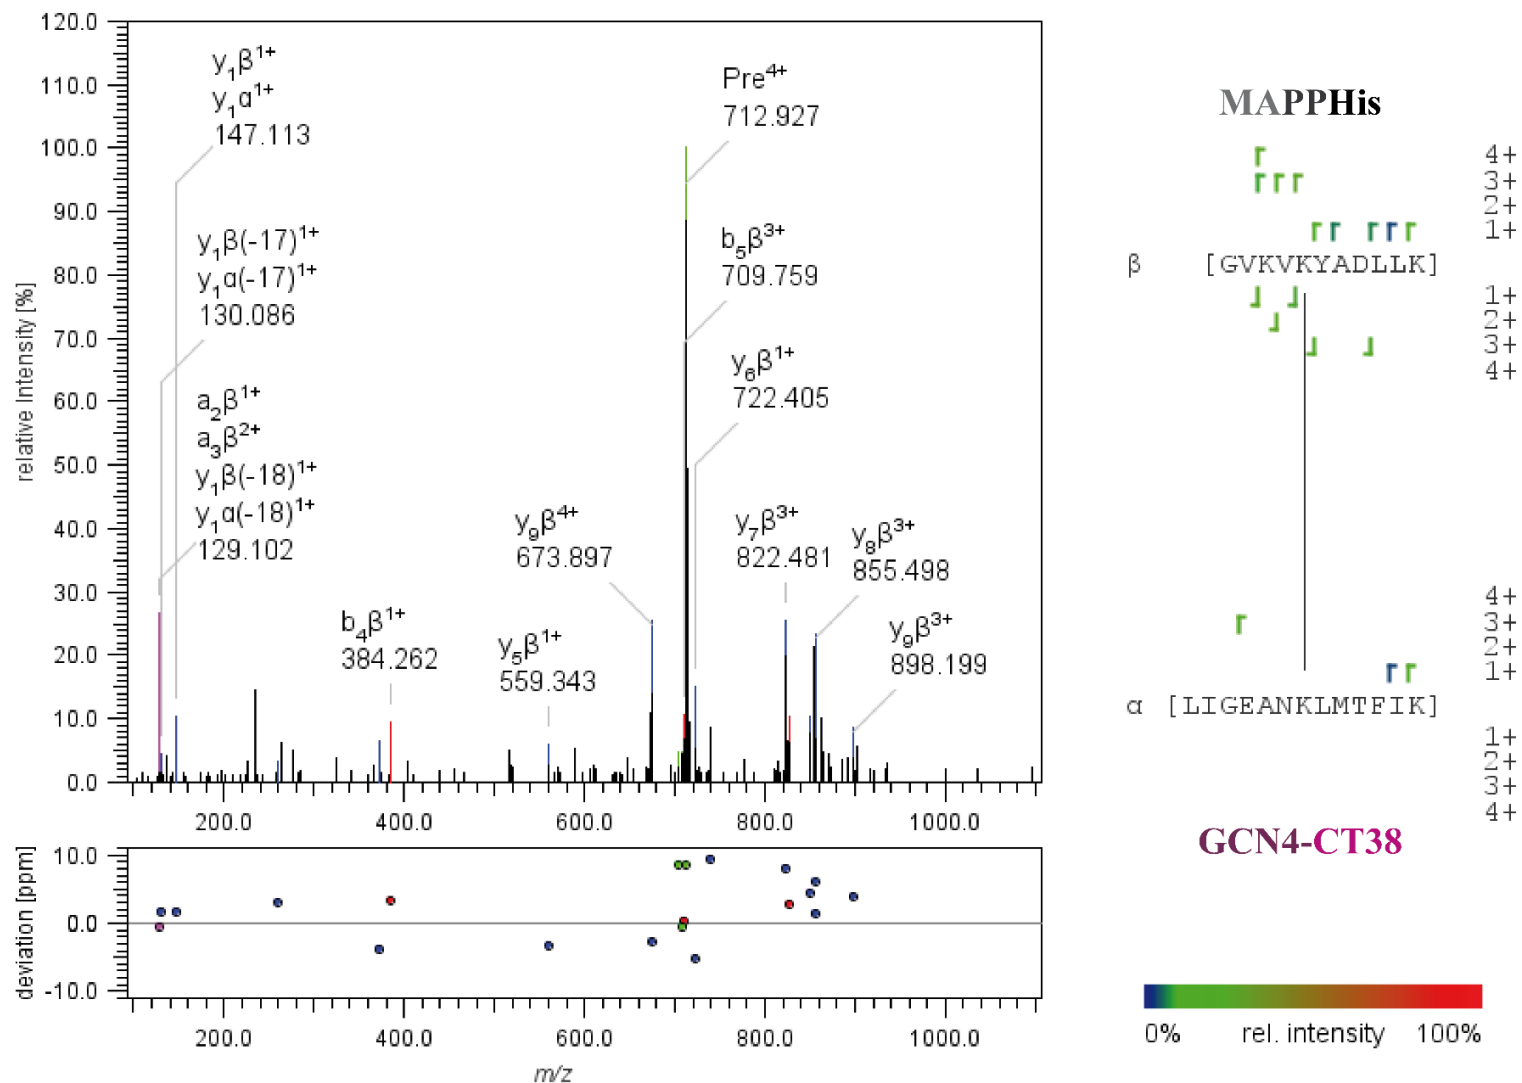 120.0
110.0
100.0
90.0
80.0
70.0
60.0
50.0
40.0
30.0
20.0
10.0
0.0
relative Intensity [%]
y₁β¹⁺
y₁α¹⁺
147.113
y₁β(-17)¹⁺
y₁α(-17)¹⁺
130.086
a₂β¹⁺
a₃β²⁺
y₁β(-18)¹⁺
y₁α(-18)¹⁺
129.102
b₄β¹⁺
384.262
y₅β¹⁺
559.343
y₉β⁴⁺
673.897
Pre⁴⁺
712.927
b₅β³⁺
709.759
y₆β¹⁺
722.405
y₇β³⁺
822.481
y₈β³⁺
855.498
y₉β³⁺
898.199
200.0 400.0 600.0 800.0 1000.0
deviation [ppm]
10.0
0.0
-10.0
200.0 400.0 600.0 800.0 1000.0
m/z
MAPPHis
4+
3+
2+
1+
β [GVKVKYADLLK]
1+
2+
3+
4+
4+
3+
2+
1+
α [LIGEANKLMTFIK]
1+
2+
3+
4+
GCN4-CT38
0% rel. intensity 100%